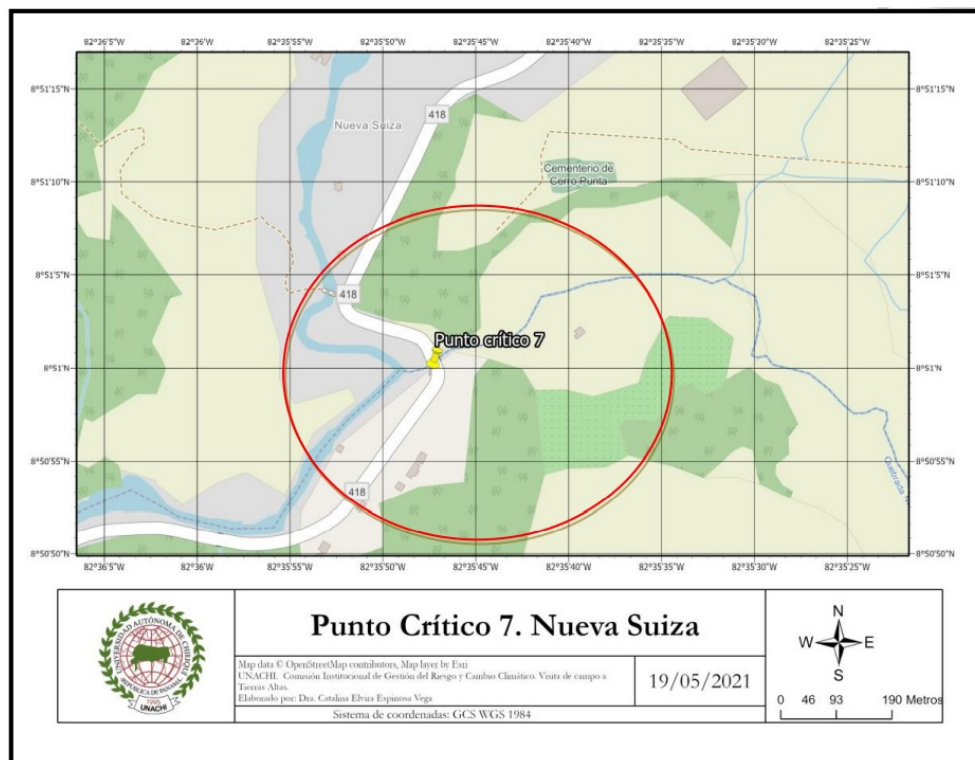 82°36'5"W 82°36'W 82°35'55"W 82°35'50"W 82°35'45"W 82°35'40"W 82°35'35"W 82°35'30"W 82°35'25"W
8°51'15"N 8°51'15"N
418
Nueva Suiza
8°51'10"N 8°51'10"N
Cementerio de
Cerro Punta
8°51'5"N 8°51'5"N
418
Punto crítico 7
8°51'N 8°51'N
8°50'55"N 8°50'55"N
Quebrada
418
8°50'50"N 8°50'50"N
82°36'5"W 82°36'W 82°35'55"W 82°35'50"W 82°35'45"W 82°35'40"W 82°35'35"W 82°35'30"W 82°35'25"W
UNIVERSIDAD AUTÓNOMA DE CHIRIQUÍ
REPÚBLICA DE PANAMÁ
1995
UNACHI
Punto Crítico 7. Nueva Suiza
Map data © OpenStreetMap contributors, Map layer by Esri
UNACHI. Comisión Institucional de Gestión del Riesgo y Cambio Climático. Visita de campo a
Tierras Altas.
Elaborado por: Dra. Catalina Elvira Espinosa Vega
19/05/2021
Sistema de coordenadas: GCS WGS 1984
N
W E
S
0 46 93 190 Metros